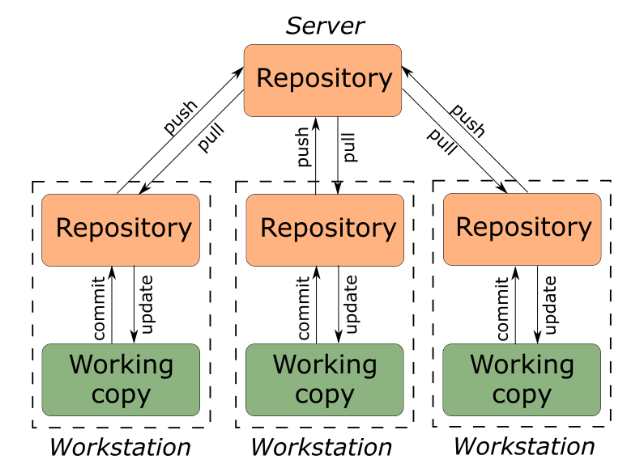 Server
Repository
push
pull
push
pull
push
pull
Repository
Repository
Repository
commit
update
commit
update
commit
update
Working
copy
Working
copy
Working
copy
Workstation
Workstation
Workstation